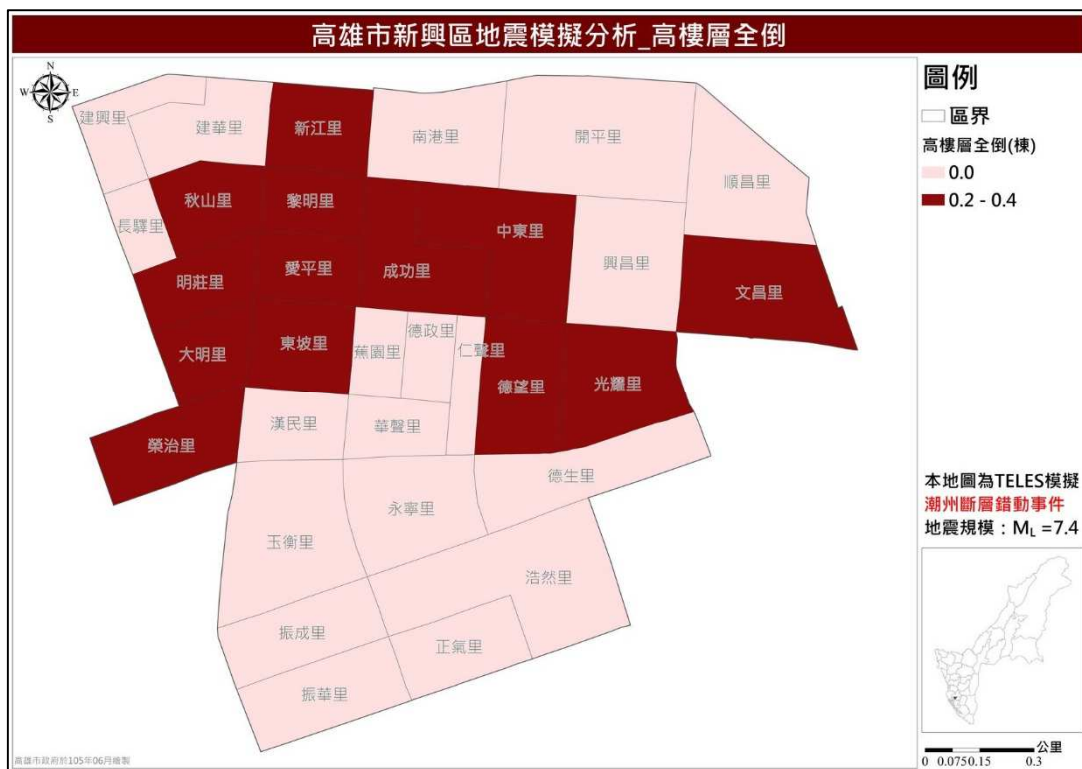 高雄市新興區地震模擬分析_高樓層全倒
N
W
E
S
建興里
建華里
新江里
南港里
開平里
順昌里
長驛里
秋山里
黎明里
中東里
興昌里
文昌里
明莊里
愛平里
成功里
大明里
東坡里
蕉園里
德政里
仁聲里
德望里
光耀里
榮治里
漢民里
華聲里
德生里
玉衡里
永寧里
浩然里
振成里
正氣里
振華里
圖例
區界
高樓層全倒(棟)
0.0
0.2 - 0.4
本地圖為TELES模擬
潮州斷層錯動事件
地震規模：ML =7.4
公里
0 0.075 0.15 0.3
高雄市政府於105年06月繪製